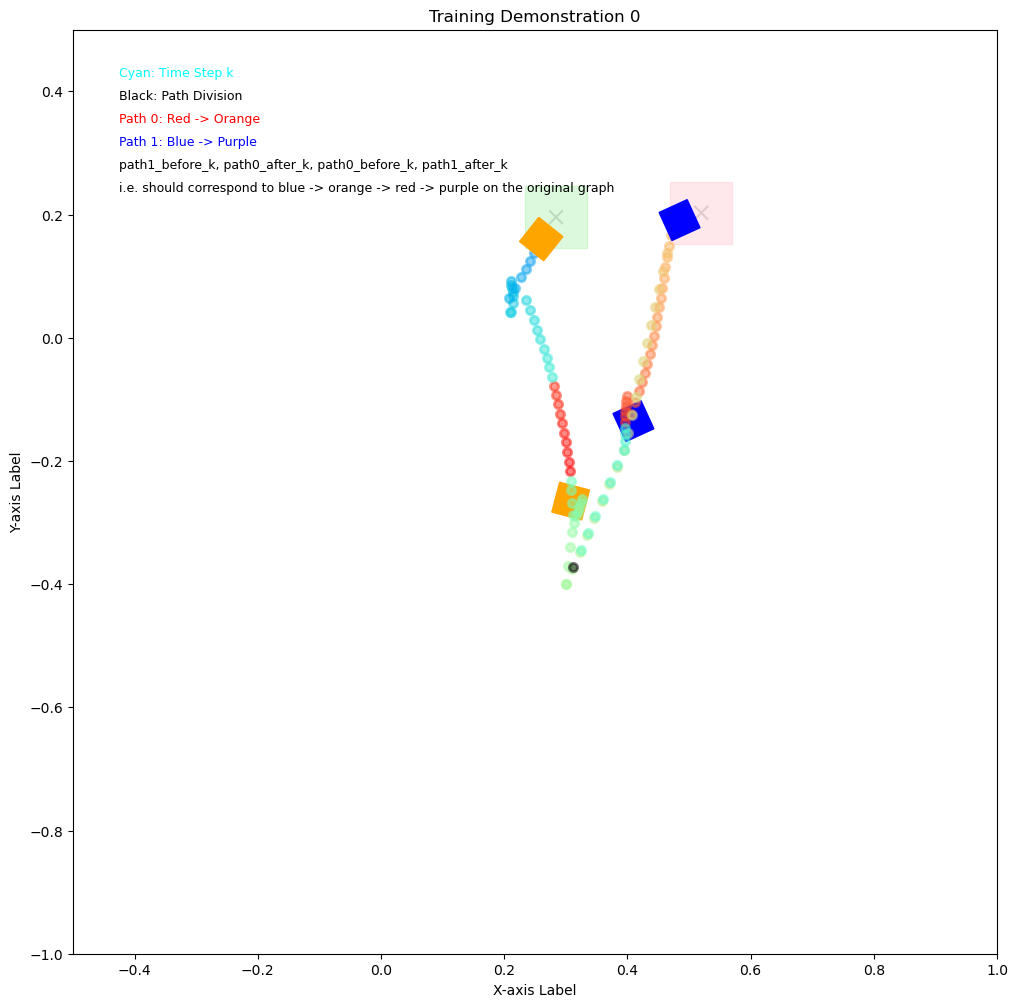 Training Demonstration 0
Cyan: Time Step k
Black: Path Division
Path 0: Red -> Orange
Path 1: Blue -> Purple
path1_before_k, path0_after_k, path0_before_k, path1_after_k
i.e. should correspond to blue -> orange -> red -> purple on the original graph
Y-axis Label
0.4
0.2
0.0
−0.2
−0.4
−0.6
−0.8
−1.0
−0.4
−0.2
0.0
0.2
0.4
0.6
0.8
1.0
X-axis Label